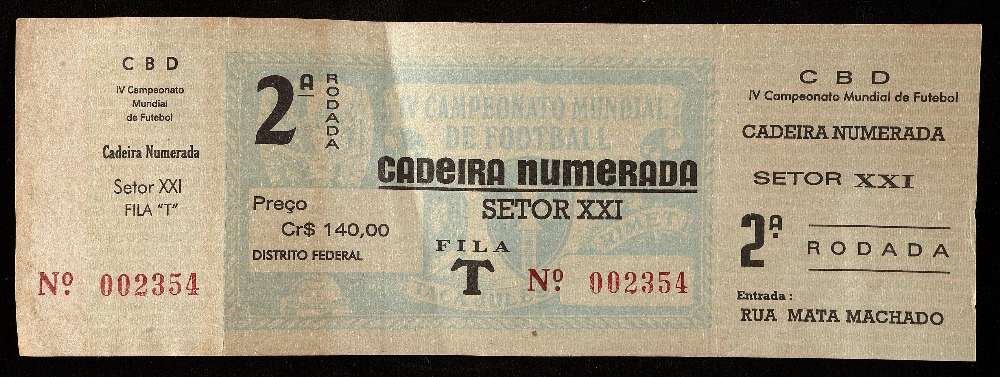 C B D
IV Campeonato
Mundial
de Futebol
Cadeira Numerada
Setor XXI
FILA "T"
Nº 002354
2ª
RODADA
IV CAMPEONATO MUNDIAL
DE FOOTBALL
CADEIRA NUMERADA
SETOR XXI
Preço
Cr$ 140,00
DISTRITO FEDERAL
FILA
T
Nº 002354
C B D
IV Campeonato Mundial de Futebol
CADEIRA NUMERADA
SETOR XXI
2ª
RODADA
Entrada :
RUA MATA MACHADO